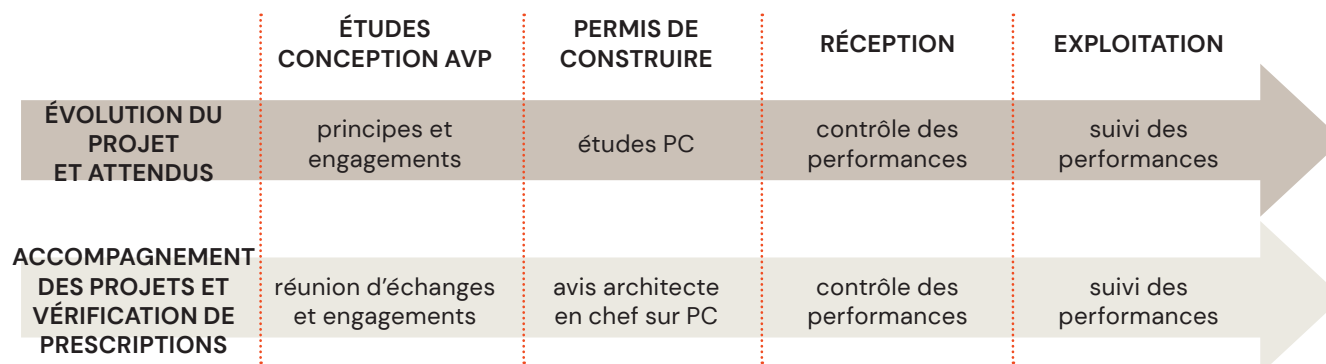 ÉTUDES
CONCEPTION AVP
PERMIS DE
CONSTRUIRE
RÉCEPTION
EXPLOITATION
ÉVOLUTION DU
PROJET
ET ATTENDUS
principes et
engagements
études PC
contrôle des
performances
suivi des
performances
ACCOMPAGNEMENT
DES PROJETS ET
VÉRIFICATION DE
PRESCRIPTIONS
réunion d’échanges
et engagements
avis architecte
en chef sur PC
contrôle des
performances
suivi des
performances